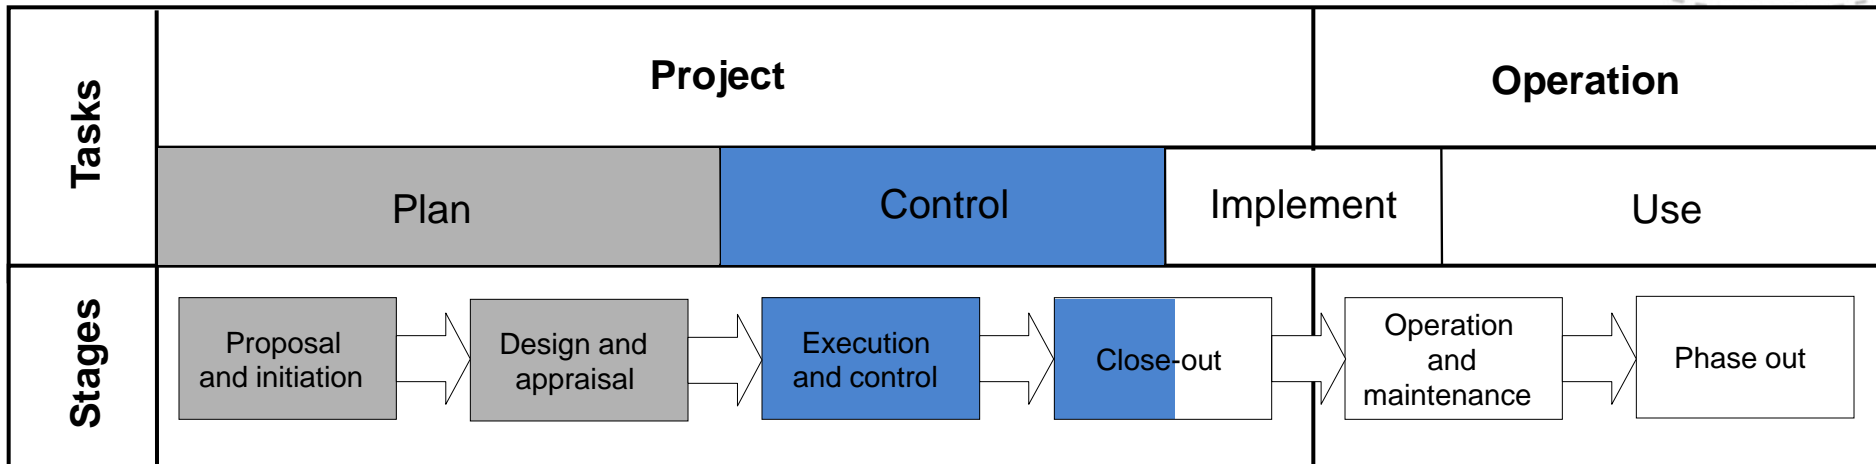 Tasks
Project
Operation
Plan
Control
Implement
Use
Stages
Proposal
and initiation
Design and
appraisal
Execution
and control
Close-out
Operation
and
maintenance
Phase out